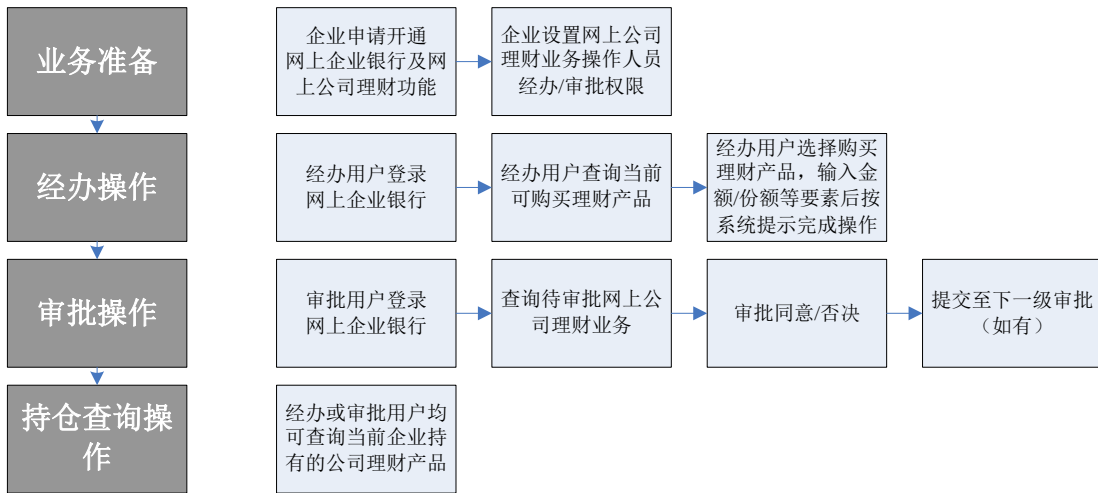 业务准备
企业申请开通
网上企业银行及网
上公司理财功能
企业设置网上公司
理财业务操作人员
经办/审批权限
经办操作
经办用户登录
网上企业银行
经办用户查询当前
可购买理财产品
经办用户选择购买
理财产品，输入金
额/份额等要素后按
系统提示完成操作
审批操作
审批用户登录
网上企业银行
查询待审批网上公
司理财业务
审批同意/否决
提交至下一级审批
（如有）
持仓查询操
作
经办或审批用户均
可查询当前企业持
有的公司理财产品